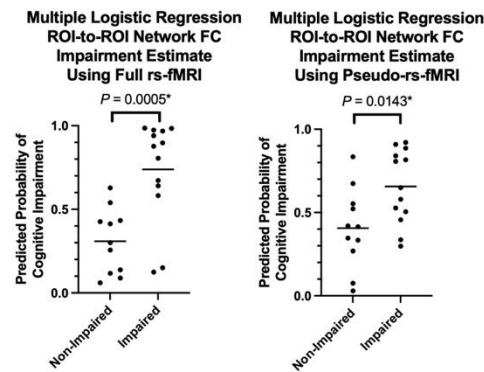 Multiple Logistic Regression
ROI-to-ROI Network FC
Impairment Estimate
Using Full rs-fMRI
P = 0.0005*
1.0
0.5
0.0
Predicted Probability of
Cognitive Impairment
Non-Impaired
Impaired
Multiple Logistic Regression
ROI-to-ROI Network FC
Impairment Estimate
Using Pseudo-rs-fMRI
P = 0.0143*
1.0
0.5
0.0
Predicted Probability of
Cognitive Impairment
Non-Impaired
Impaired